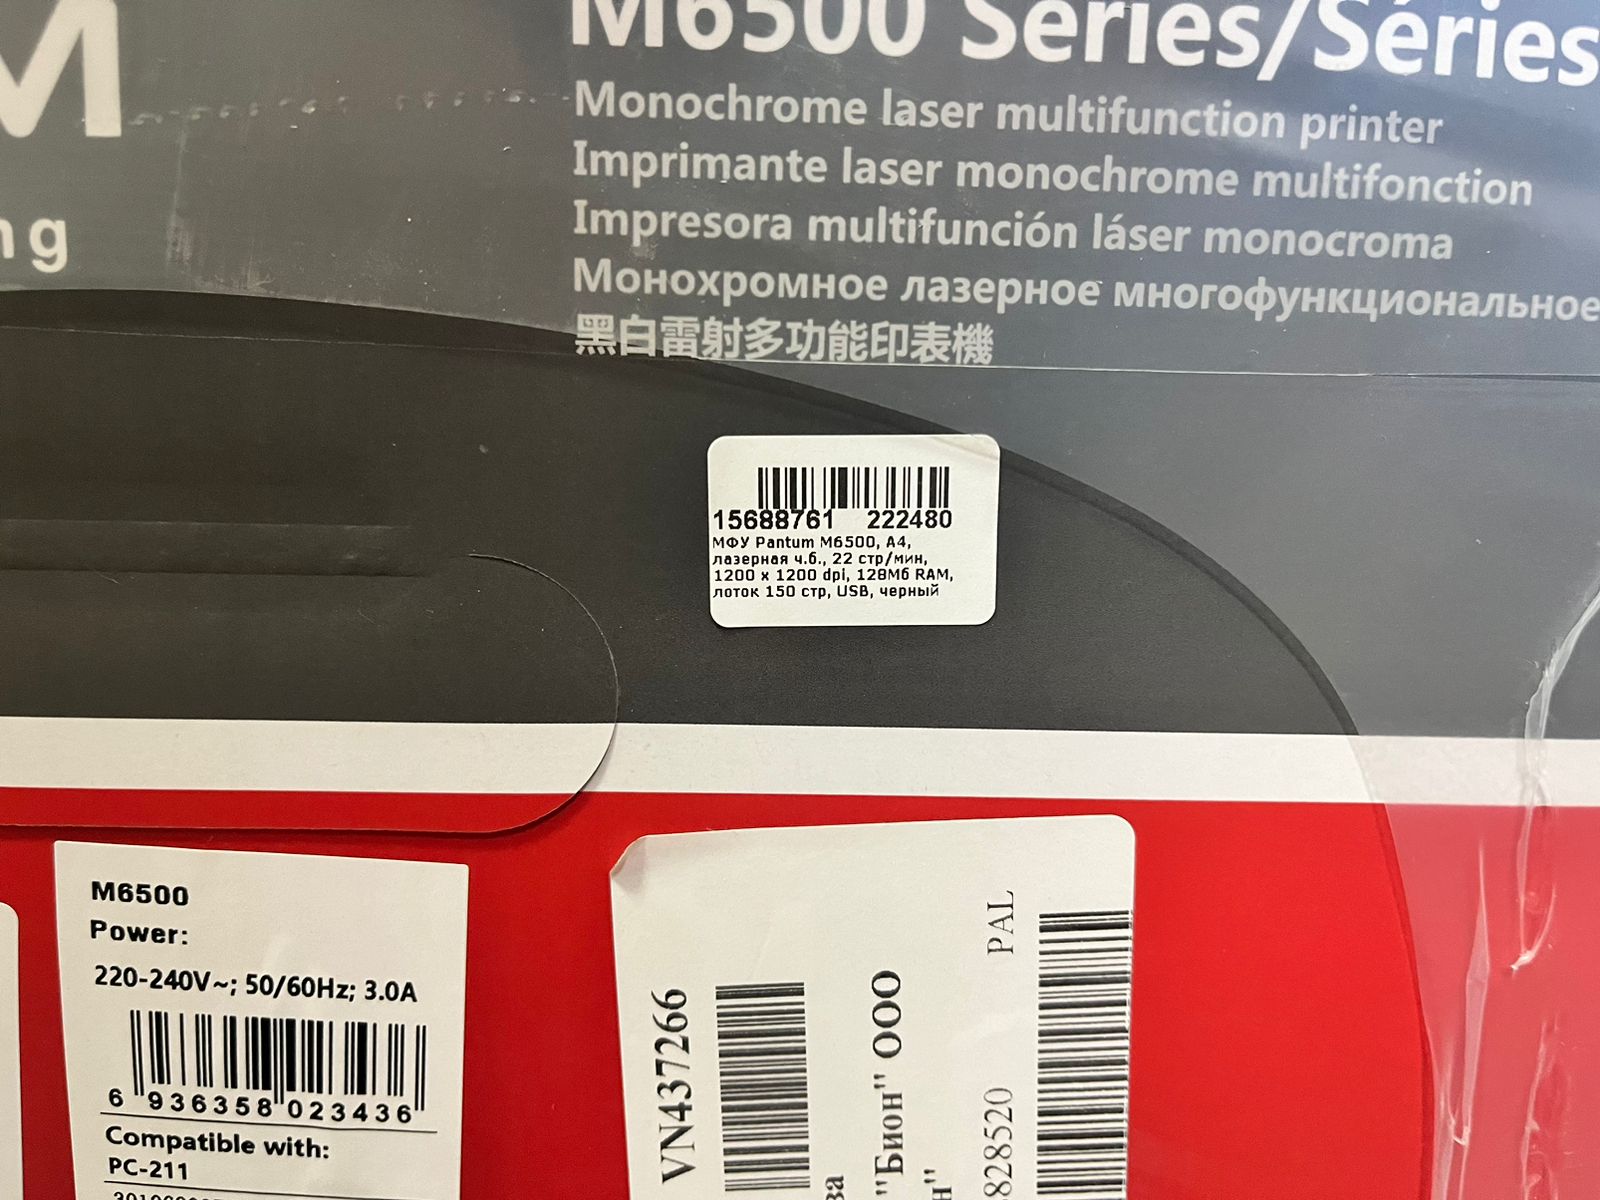 M
ng
M6500 Series/Séries
Monochrome laser multifunction printer
Imprimante laser monochrome multifonction
Impresora multifunción láser monocroma
Монохромное лазерное многофункциональное
黑白雷射多功能印表機
15688761 222480
МФУ Pantum M6500, A4,
лазерная ч.б., 22 стр/мин,
1200 x 1200 dpi, 128Мб RAM,
лоток 150 стр, USB, черный
M6500
Power:
220-240V~; 50/60Hz; 3.0A
6 936358 023436
Compatible with:
PC-211
VN437266
"Бион" ООО
PAL
828520